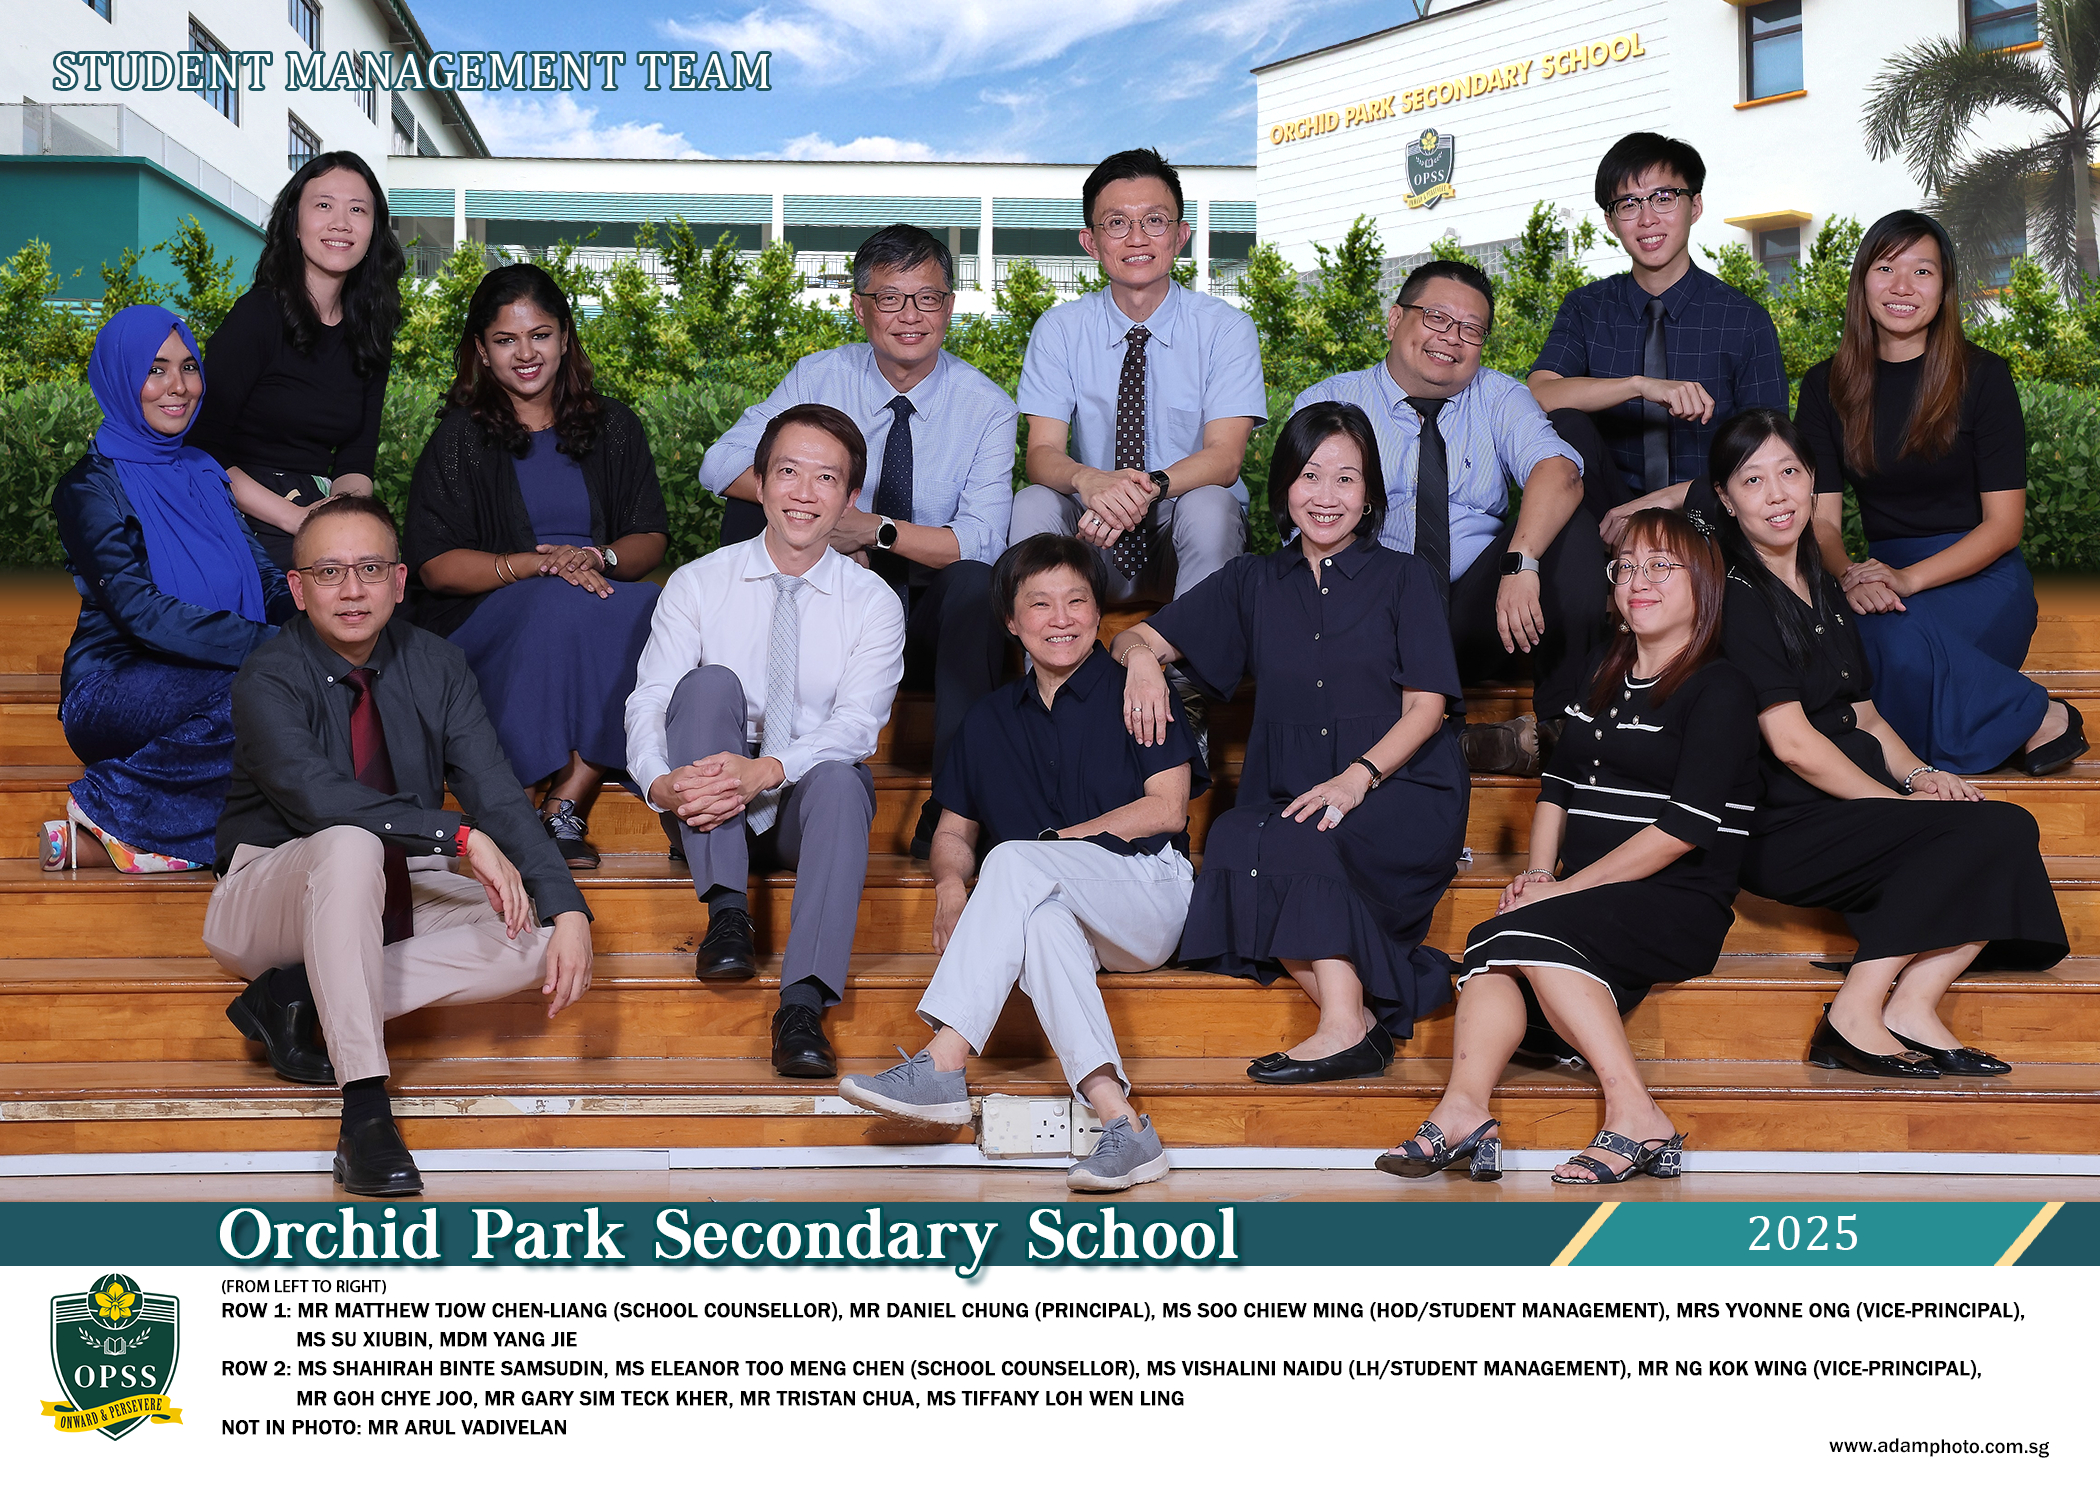 STUDENT MANAGEMENT TEAM
ORCHID PARK SECONDARY SCHOOL
OPSS
ONWARD & PERSEVERE
Orchid Park Secondary School
2025
(FROM LEFT TO RIGHT)
ROW 1: MR MATTHEW TJOW CHEN-LIANG (SCHOOL COUNSELLOR), MR DANIEL CHUNG (PRINCIPAL), MS SOO CHIEW MING (HOD/STUDENT MANAGEMENT), MRS YVONNE ONG (VICE-PRINCIPAL),
MS SU XIUBIN, MDM YANG JIE
ROW 2: MS SHAHIRAH BINTE SAMSUDIN, MS ELEANOR TOO MENG CHEN (SCHOOL COUNSELLOR), MS VISHALINI NAIDU (LH/STUDENT MANAGEMENT), MR NG KOK WING (VICE-PRINCIPAL),
MR GOH CHYE JOO, MR GARY SIM TECK KHER, MR TRISTAN CHUA, MS TIFFANY LOH WEN LING
NOT IN PHOTO: MR ARUL VADIVELAN
OPSS
ONWARD & PERSEVERE
www.adamphoto.com.sg